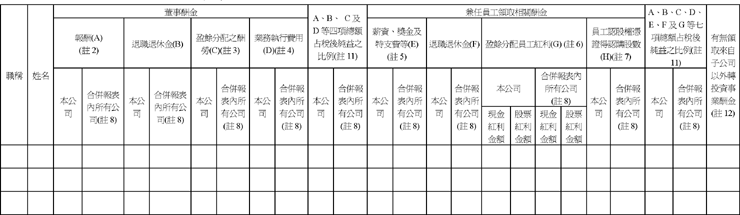 職稱
姓名
董事酬金
報酬(A)
(註 2)
退職退休金(B)
盈餘分配之酬
勞(C)(註 3)
業務執行費用
(D)(註 4)
A、B、C 及
D 等四項總額
占稅後純益之
比例(註 11)
兼任員工領取相關酬金
薪資、獎金及
特支費等(E)
(註 5)
退職退休金(F)
盈餘分配員工紅利(G) (註 6)
員工認股權憑
證得認購股數
(H)(註 7)
A、B、C、D、
E、F 及 G 等七
項總額占稅後
純益之比例(註
11)
有無領
取來自
子公司
以外轉
投資事
業酬金
(註 12)
本公
司
合併報表
內所有公
司(註 8)
本公
司
合併報表
內所有公
司(註 8)
本公
司
合併報表
內所有公
司(註 8)
本公
司
合併報表
內所有公
司(註 8)
本公
司
合併報表
內所有公
司(註 8)
本公
司
合併報表
內所有公
司(註 8)
本公
司
合併報表
內所有公
司(註 8)
本公司
合併報表內
所有公司
(註 8)
現金
紅利
金額
股票
紅利
金額
現金
紅利
金額
股票
紅利
金額
本公
司
合併報表
內所有公
司(註 8)
本公
司
合併報表
內所有公
司(註 8)